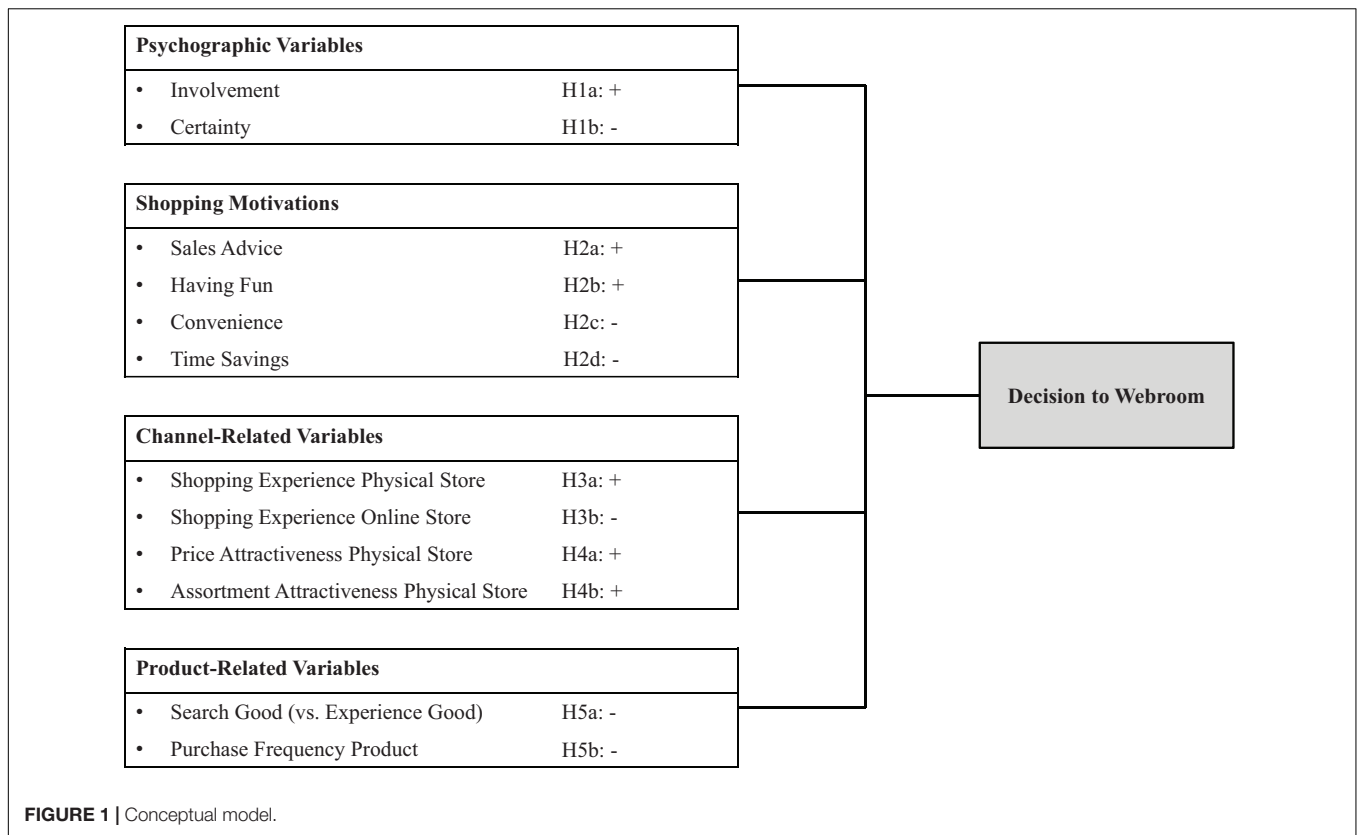 Psychographic Variables
• Involvement H1a: +
• Certainty H1b: -
Shopping Motivations
• Sales Advice H2a: +
• Having Fun H2b: +
• Convenience H2c: -
• Time Savings H2d: -
Channel-Related Variables
• Shopping Experience Physical Store H3a: +
• Shopping Experience Online Store H3b: -
• Price Attractiveness Physical Store H4a: +
• Assortment Attractiveness Physical Store H4b: +
Product-Related Variables
• Search Good (vs. Experience Good) H5a: -
• Purchase Frequency Product H5b: -
Decision to Webroom
FIGURE 1 | Conceptual model.